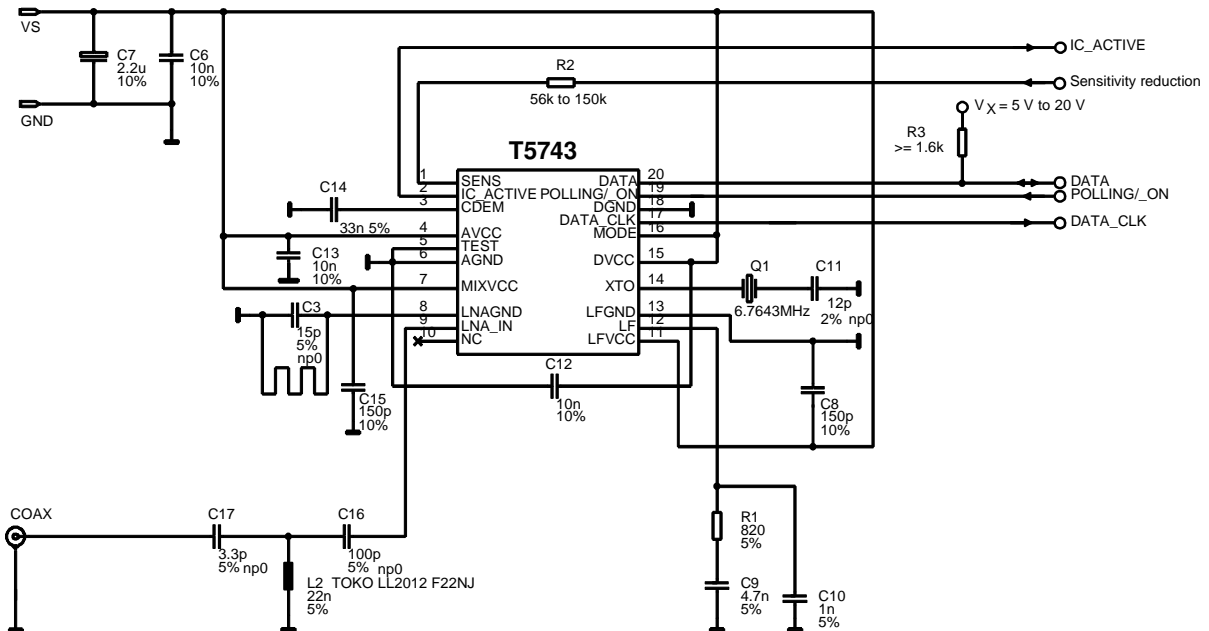 VS
C7
2.2u
10%
C6
10n
10%
GND
IC_ACTIVE
R2
56k to 150k
Sensitivity reduction
V X = 5 V to 20 V
R3
>= 1.6k
T5743
1 SENS DATA 20
2 IC_ACTIVE POLLING/_ON 19
3 CDEM DGND 18
DATA_CLK 17
4 AVCC MODE 16
5 TEST
6 AGND DVCC 15
7 MIXVCC XTO 14
8 LNAGND LFGND 13
9 LNA_IN LF 12
10 NC LFVCC 11
DATA
POLLING/_ON
DATA_CLK
C14
33n 5%
C13
10n
10%
Q1
6.7643MHz
C11
12p
2% np0
C3
15p
5%
np0
C15
150p
10%
C12
10n
10%
C8
150p
10%
COAX
C17
3.3p
5% np0
C16
100p
5% np0
L2 TOKO LL2012 F22NJ
22n
5%
R1
820
5%
C9
4.7n
5%
C10
1n
5%